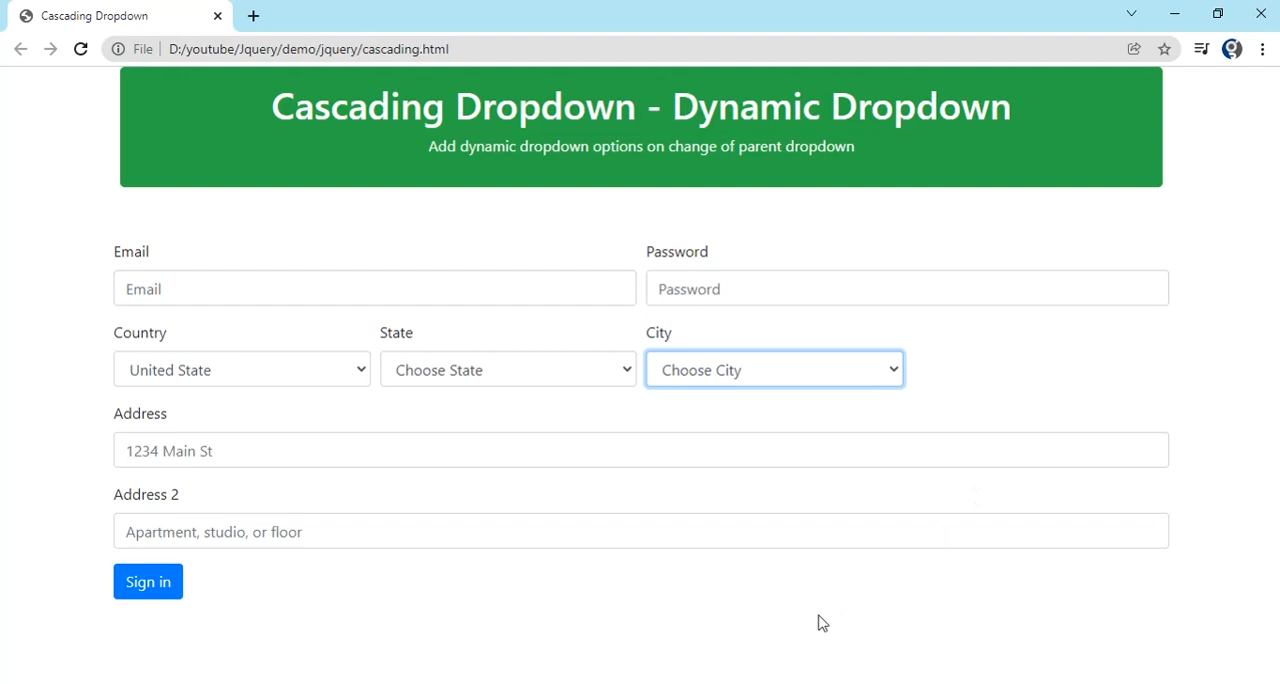 Cascading Dropdown
File D:/youtube/Jquery/demo/jquery/cascading.html
Cascading Dropdown - Dynamic Dropdown
Add dynamic dropdown options on change of parent dropdown
Email Password
Email Password
Country State City
United State Choose State Choose City
Address
1234 Main St
Address 2
Apartment, studio, or floor
Sign in